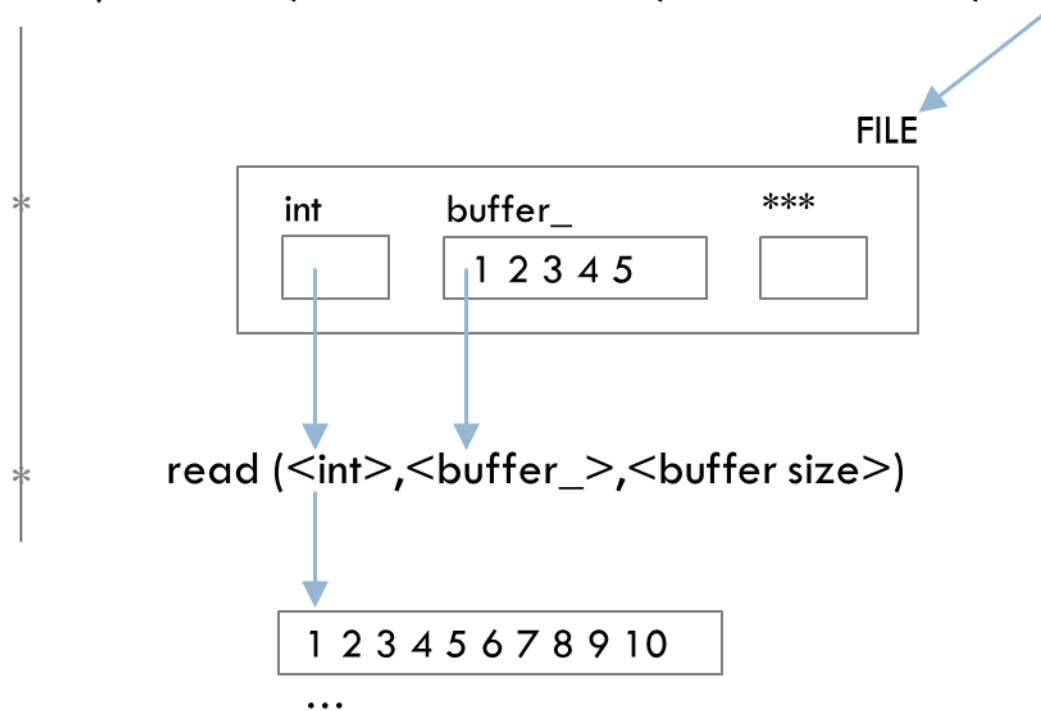 FILE
int buffer_ ***
1 2 3 4 5
*
*
read (<int>,<buffer_>,<buffer size>)
1 2 3 4 5 6 7 8 9 10
...